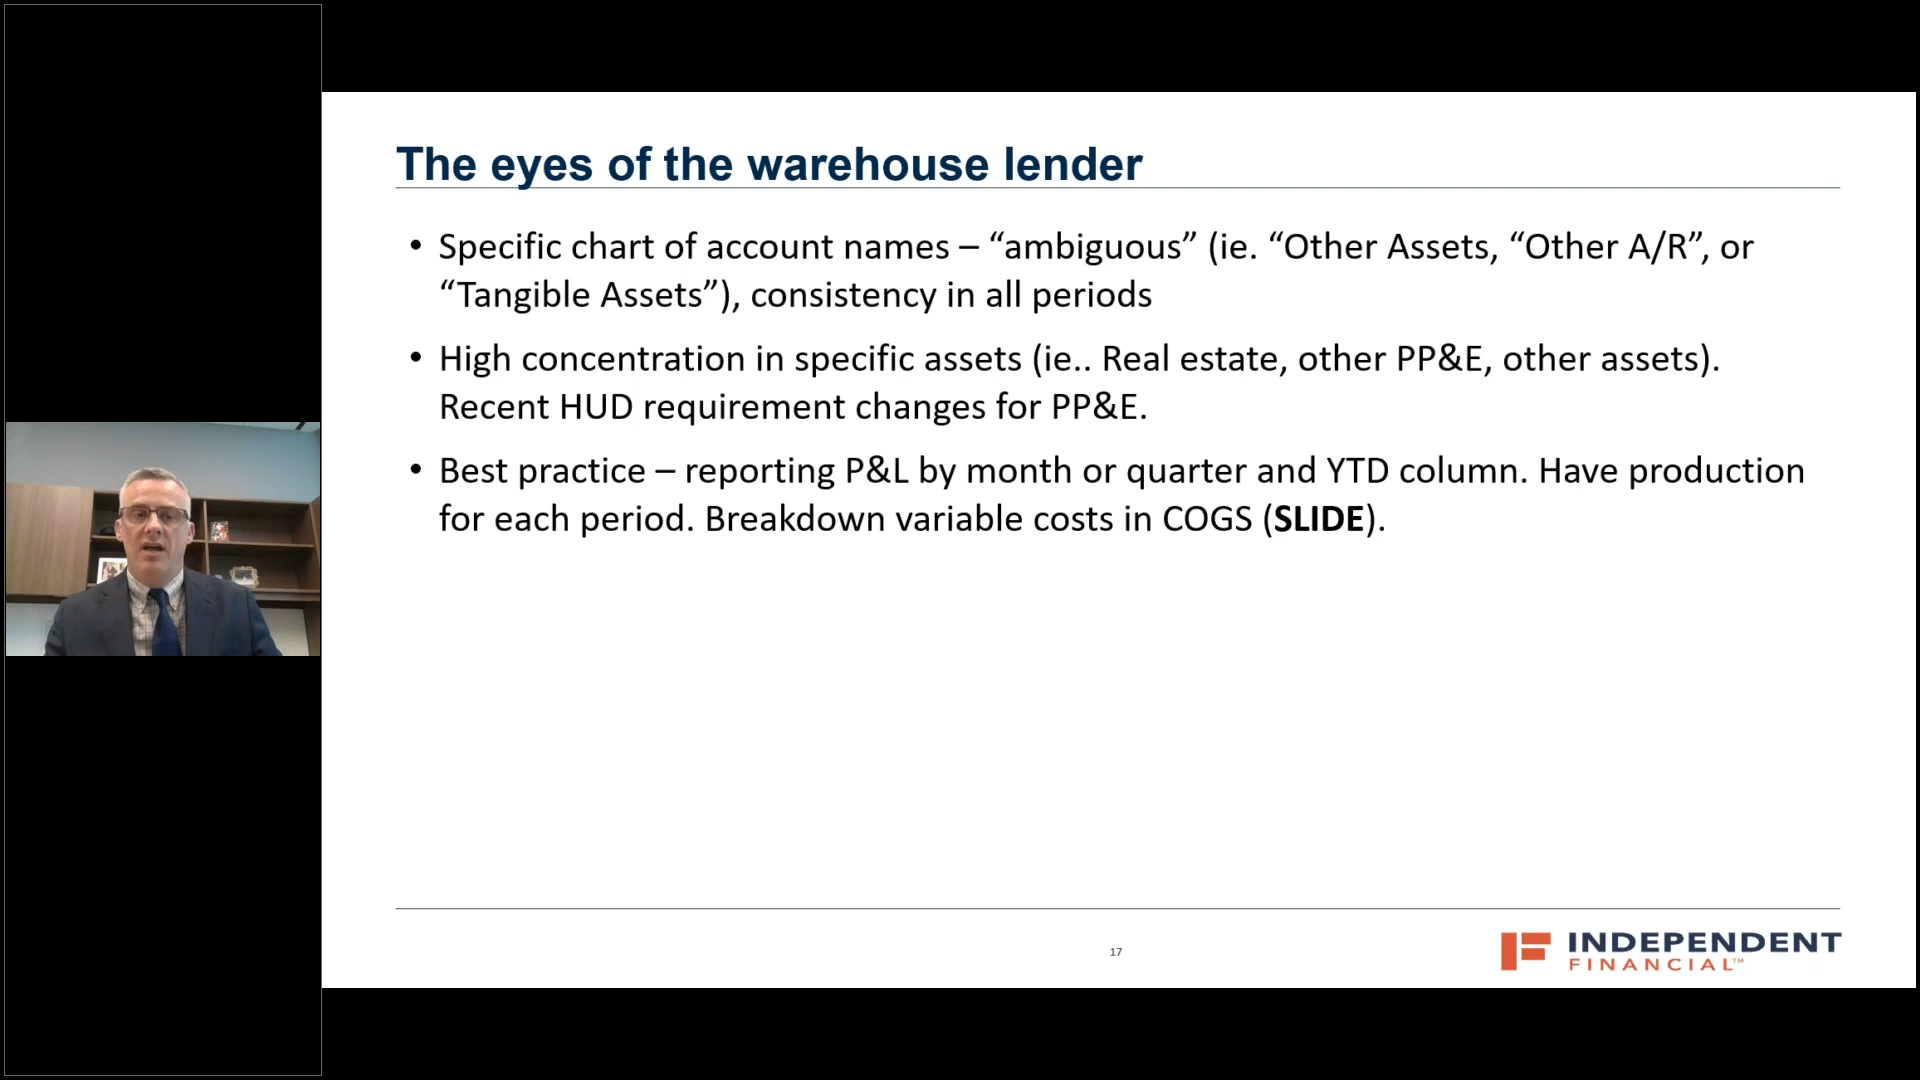 The eyes of the warehouse lender
• Specific chart of account names – “ambiguous” (ie. “Other Assets, “Other A/R”, or
“Tangible Assets”), consistency in all periods
• High concentration in specific assets (ie.. Real estate, other PP&E, other assets).
Recent HUD requirement changes for PP&E.
• Best practice – reporting P&L by month or quarter and YTD column. Have production
for each period. Breakdown variable costs in COGS (SLIDE).
17
INDEPENDENT
FINANCIAL™